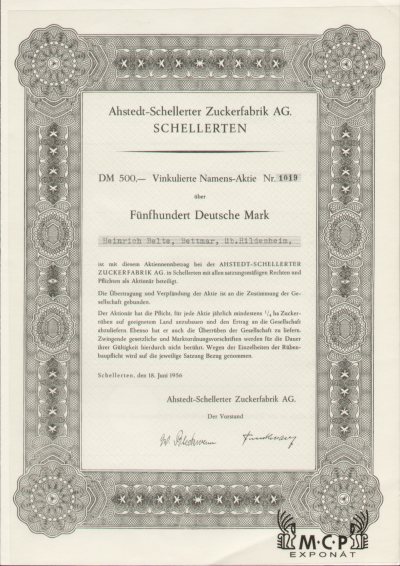 Ahstedt-Schellerter Zuckerfabrik AG.
SCHELLERTEN
DM 500.— Vinkulierte Namens-Aktie Nr. 1019
über
Fünfhundert Deutsche Mark
Heinrich Belte, Bettmar, üb.Hildesheim,
ist mit diesem Aktiennennbetrag bei der AHSTEDT-SCHELLERTER
ZUCKERFABRIK AG. in Schellerten mit allen satzungsmäßigen Rechten und
Pflichten als Aktionär beteiligt.
Die Übertragung und Verpfändung der Aktie ist an die Zustimmung der Ge-
sellschaft gebunden.
Der Aktionär hat die Pflicht, für jede Aktie jährlich mindestens ¼ ha Zucker-
rüben auf geeignetem Land anzubauen und den Ertrag an die Gesellschaft
abzuliefern. Ebenso hat er auch die Überrüben der Gesellschaft zu liefern.
Zwingende gesetzliche und Marktordnungsvorschriften werden für die Dauer
ihrer Gültigkeit hierdurch nicht berührt. Wegen der Einzelheiten der Rüben-
baupflicht wird auf die jeweilige Satzung Bezug genommen.
Schellerten, den 18. Juni 1956
Ahstedt-Schellerter Zuckerfabrik AG.
Der Vorstand
M·C·P
EXPONÁT